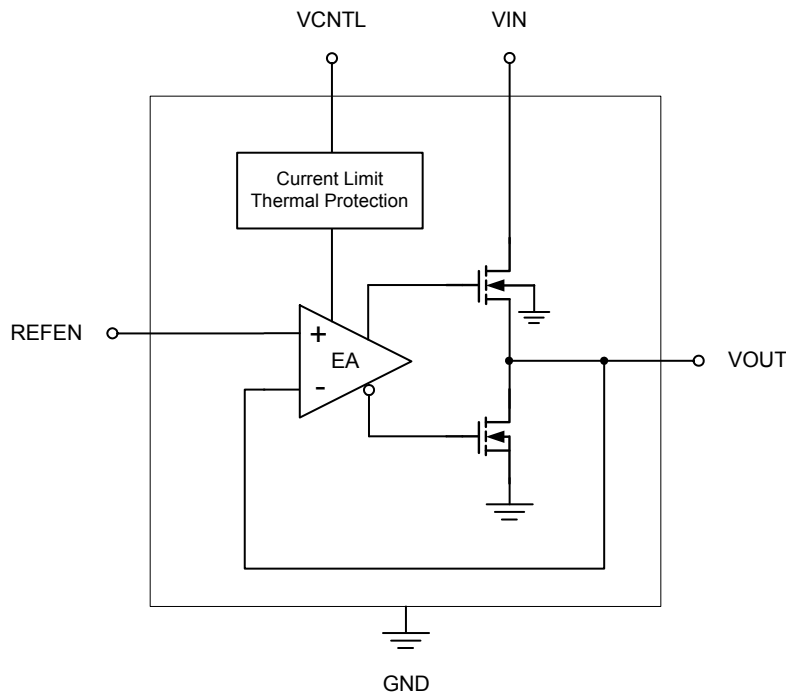 VCNTL
VIN
Current Limit
Thermal Protection
REFEN
+
EA
-
VOUT
GND